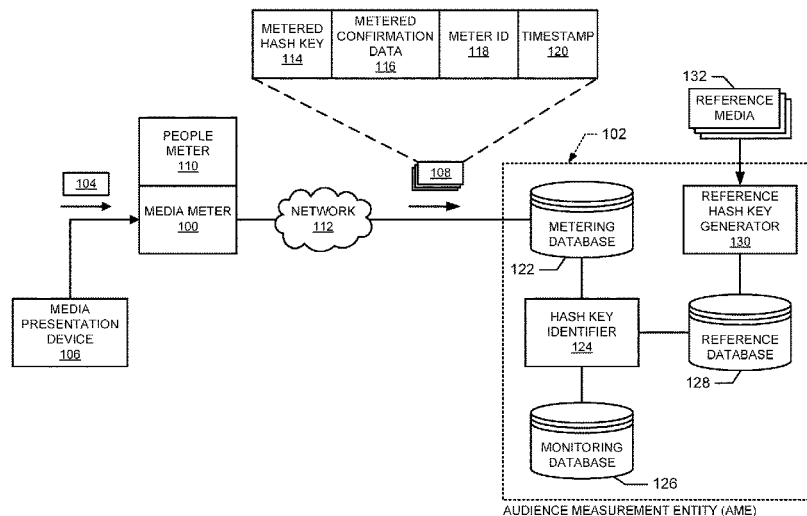 METERED
HASH KEY
114
METERED
CONFIRMATION
DATA
116
METER ID
118
TIMESTAMP
120
132
REFERENCE
MEDIA
102
PEOPLE
METER
110
104
MEDIA METER
100
NETWORK
112
108
METERING
DATABASE
122
REFERENCE
HASH KEY
GENERATOR
130
MEDIA
PRESENTATION
DEVICE
106
HASH KEY
IDENTIFIER
124
REFERENCE
DATABASE
128
MONITORING
DATABASE
126
AUDIENCE MEASUREMENT ENTITY (AME)